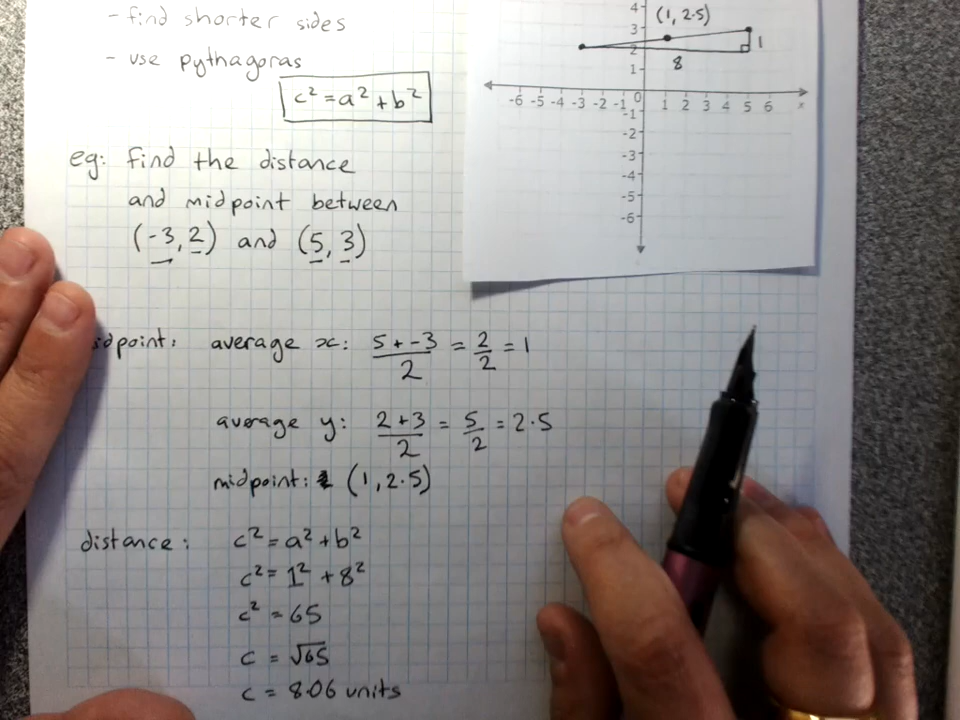 - find shorter sides
- use pythagoras
c² = a² + b²
eg: find the distance
and midpoint between
(-3, 2) and (5, 3)
average x: 5 + -3 / 2 = 2/2 = 1
average y: 2 + 3 / 2 = 5/2 = 2.5
midpoint: (1, 2.5)
distance: c² = a² + b²
c² = 1² + 8²
c² = 65
c = √65
c = 8.06 units
4
(1, 2.5)
3
1
2
8
1
-6 -5 -4 -3 -2 -1 0 1 2 3 4 5 6 x
-1
-2
-3
-4
-5
-6